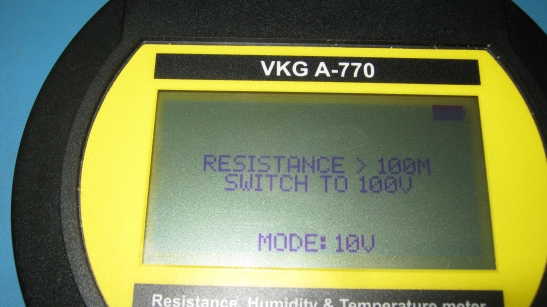 VKG A-770
RESISTANCE > 100M
SWITCH TO 100V
MODE: 10V
Resistance, Humidity & Temperature meter